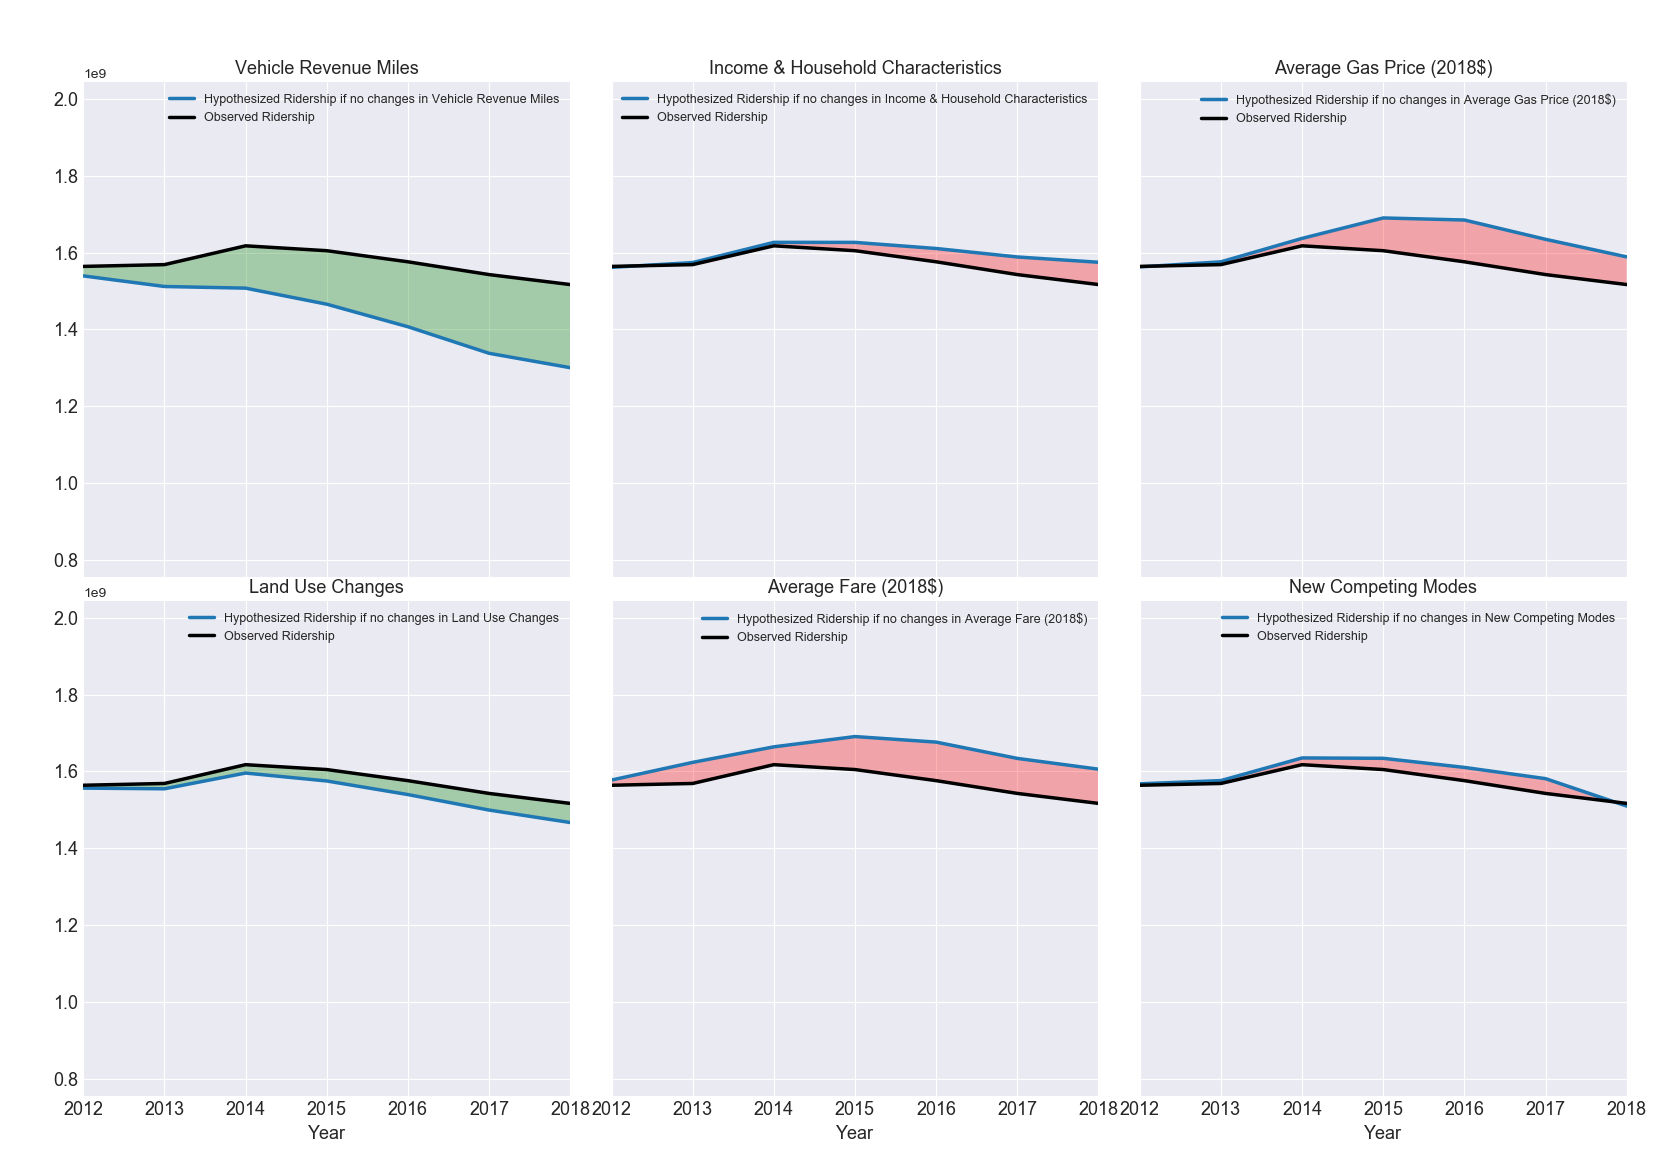 Vehicle Revenue Miles
Income & Household Characteristics
Average Gas Price (2018$)
1e9
Hypothesized Ridership if no changes in Vehicle Revenue Miles
Observed Ridership
Hypothesized Ridership if no changes in Income & Household Characteristics
Observed Ridership
Hypothesized Ridership if no changes in Average Gas Price (2018$)
Observed Ridership
2.0
1.8
1.6
1.4
1.2
1.0
0.8
Land Use Changes
Average Fare (2018$)
New Competing Modes
1e9
Hypothesized Ridership if no changes in Land Use Changes
Observed Ridership
Hypothesized Ridership if no changes in Average Fare (2018$)
Observed Ridership
Hypothesized Ridership if no changes in New Competing Modes
Observed Ridership
2.0
1.8
1.6
1.4
1.2
1.0
0.8
2012 2013 2014 2015 2016 2017 2018
2012 2013 2014 2015 2016 2017 2018
2012 2013 2014 2015 2016 2017 2018
Year
Year
Year